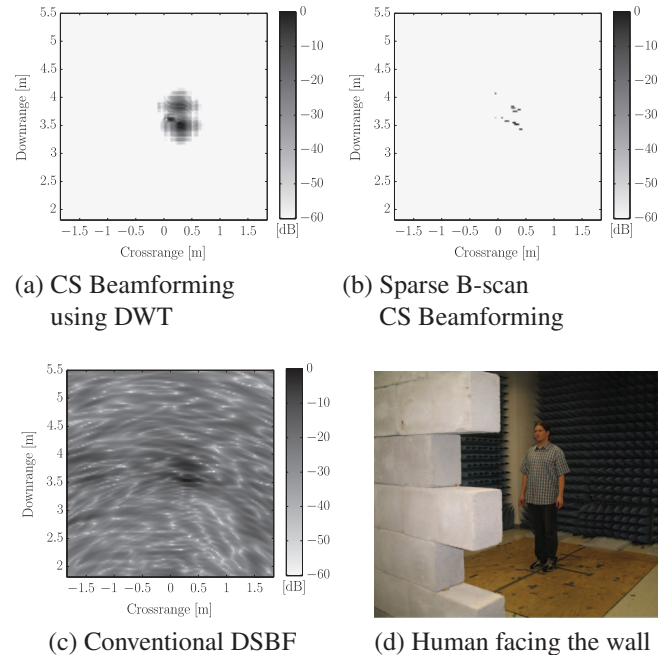 5.5
5
4.5
4
3.5
3
2.5
2
Downrange [m]
−1.5 −1 −0.5 0 0.5 1 1.5
Crossrange [m]
0
−10
−20
−30
−40
−50
−60
[dB]
(a) CS Beamforming
using DWT
5.5
5
4.5
4
3.5
3
2.5
2
Downrange [m]
−1.5 −1 −0.5 0 0.5 1 1.5
Crossrange [m]
0
−10
−20
−30
−40
−50
−60
[dB]
(b) Sparse B-scan
CS Beamforming
5.5
5
4.5
4
3.5
3
2.5
2
Downrange [m]
−1.5 −1 −0.5 0 0.5 1 1.5
Crossrange [m]
0
−10
−20
−30
−40
−50
−60
[dB]
(c) Conventional DSBF
(d) Human facing the wall